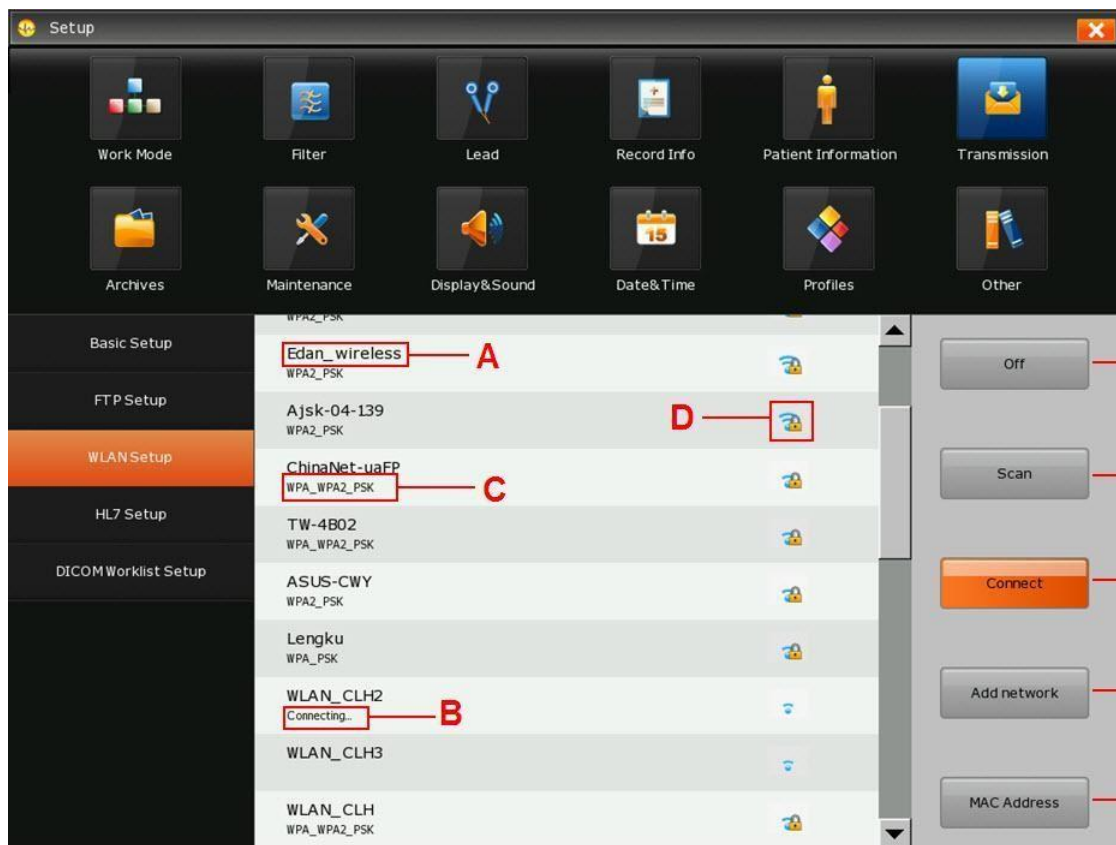 Setup
Work Mode
Filter
Lead
Record Info
Patient Information
Transmission
15
Archives
Maintenance
Display&Sound
Date&Time
Profiles
Other
Basic Setup
FTP Setup
WLAN Setup
HL7 Setup
DICOM Worklist Setup
WPA2_PSK
Edan_wireless
A
WPA2_PSK
Ajsk-04-139
D
WPA2_PSK
ChinaNet-uaFP
WPA_WPA2_PSK
C
TW-4B02
WPA_WPA2_PSK
ASUS-CWY
WPA2_PSK
Lengku
WPA_PSK
WLAN_CLH2
Connecting...
B
WLAN_CLH3
WLAN_CLH
WPA_WPA2_PSK
Off
Scan
Connect
Add network
MAC Address